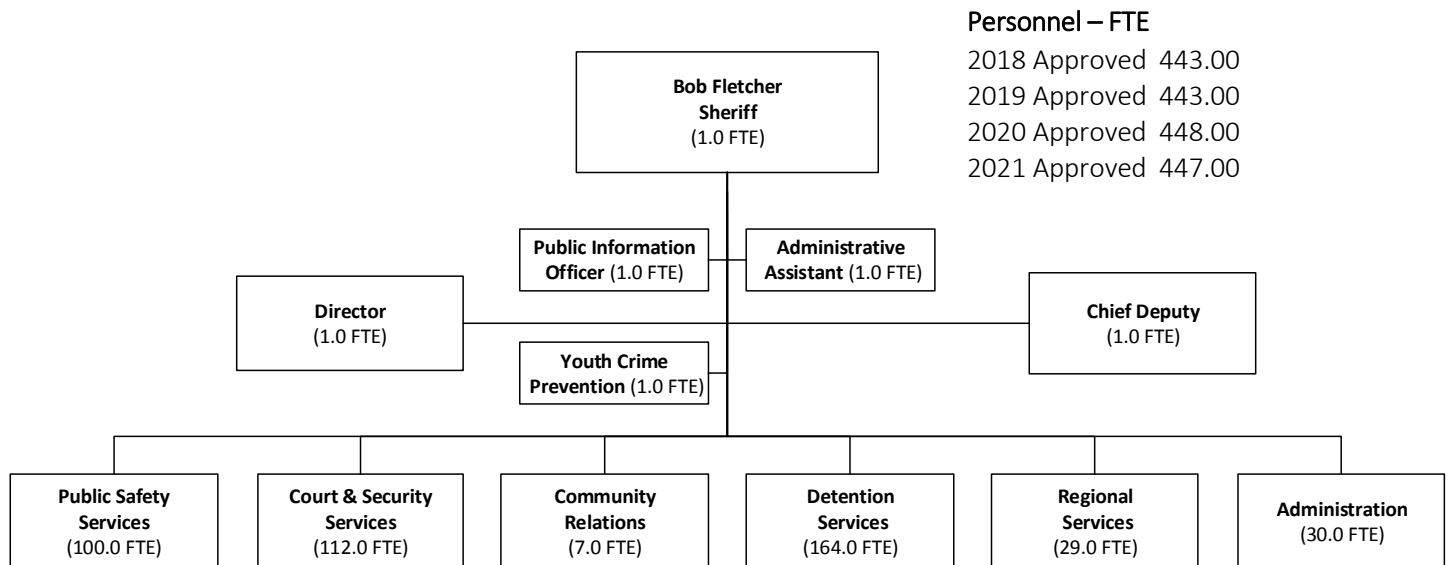 Personnel – FTE
2018 Approved 443.00
2019 Approved 443.00
2020 Approved 448.00
2021 Approved 447.00
Bob Fletcher
Sheriff
(1.0 FTE)
Public Information
Officer (1.0 FTE)
Administrative
Assistant (1.0 FTE)
Director
(1.0 FTE)
Chief Deputy
(1.0 FTE)
Youth Crime
Prevention (1.0 FTE)
Public Safety
Services
(100.0 FTE)
Court & Security
Services
(112.0 FTE)
Community
Relations
(7.0 FTE)
Detention
Services
(164.0 FTE)
Regional
Services
(29.0 FTE)
Administration
(30.0 FTE)